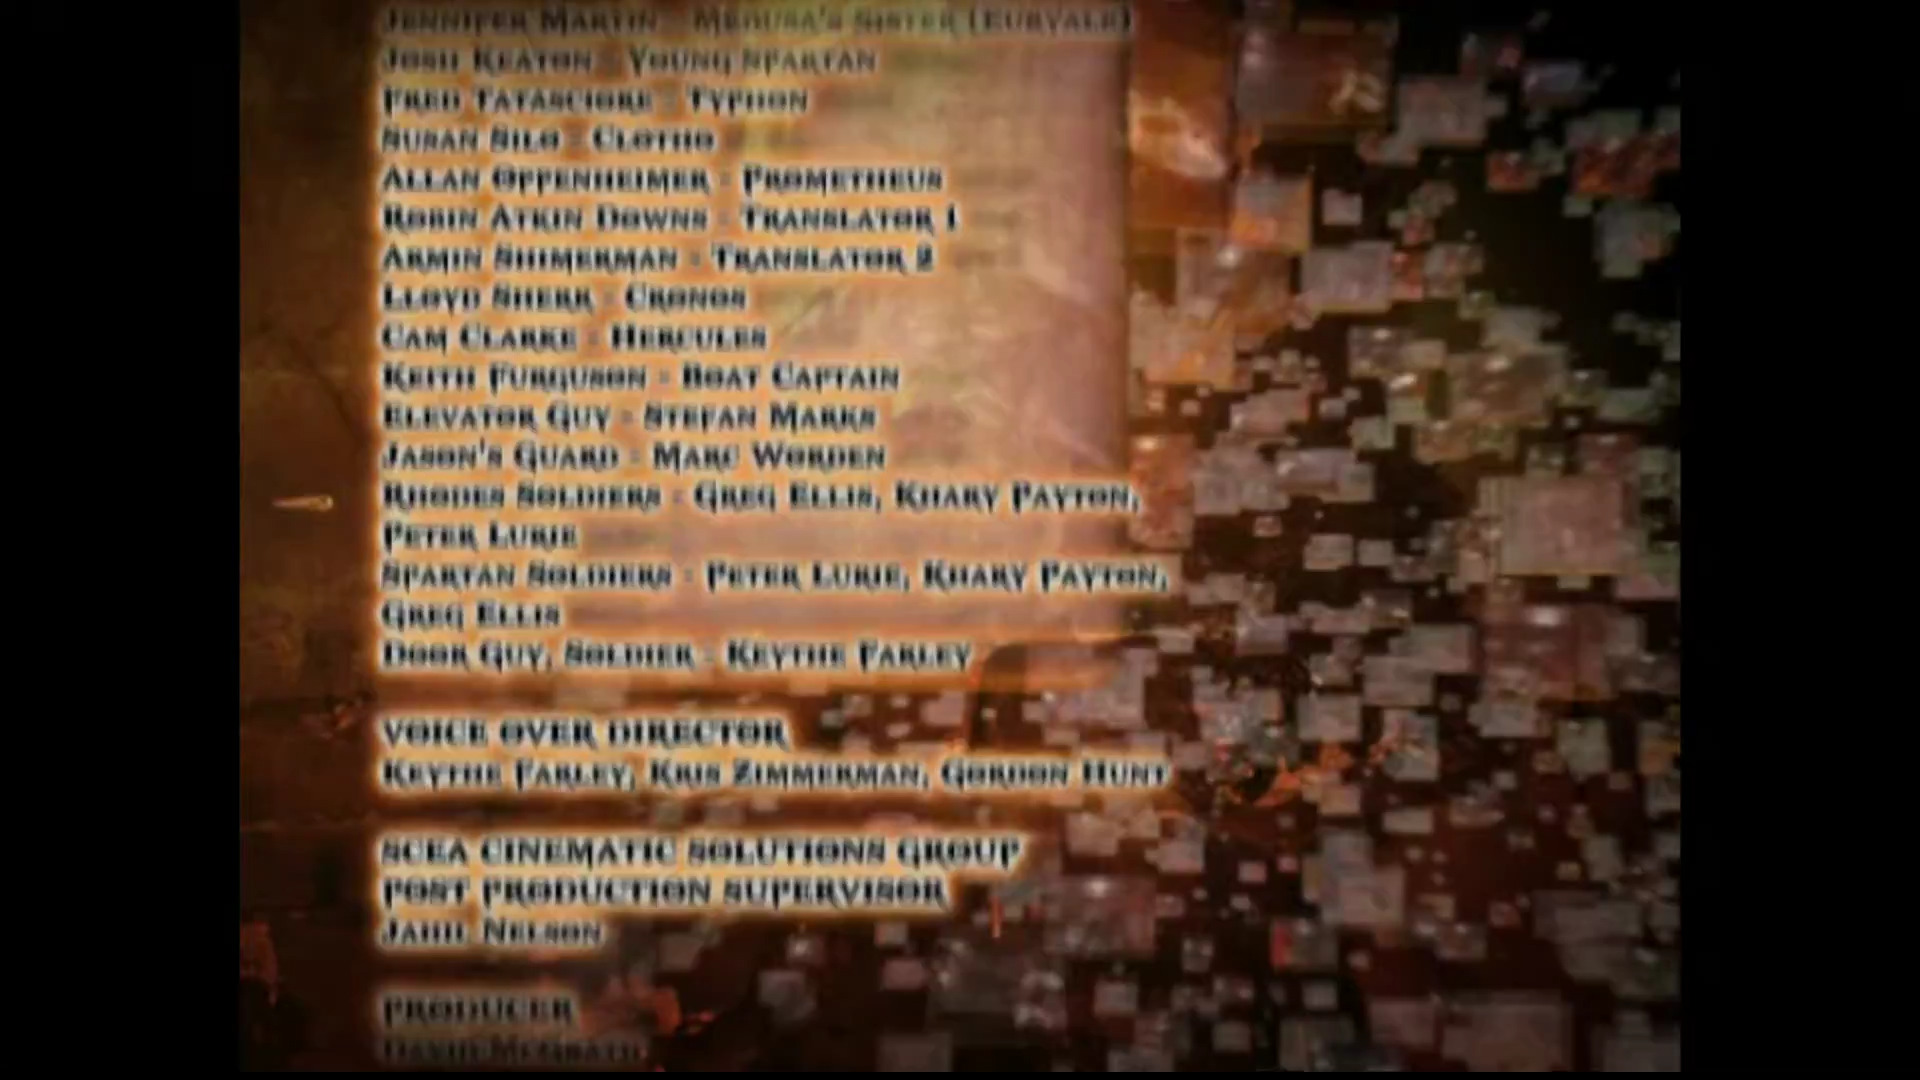 Jennifer Martin - Medusa's Sister (Euryale)
Josh Keaton - Young Spartan
Fred Tatasciore - Typhon
Susan Silo - Clotho
Allan Oppenheimer - Prometheus
Robin Atkin Downs - Translator 1
Armin Shimerman - Translator 2
Lloyd Sherr - Cronos
Cam Clarke - Hercules
Keith Furguson - Boat Captain
Elevator Guy - Stefan Marks
Jason's Guard - Marc Worden
Rhodes Soldiers - Greg Ellis, Khary Payton,
Peter Lurie
Spartan Soldiers - Peter Lurie, Khary Payton,
Greg Ellis
Door Guy, Soldier - Keythe Farley
VOICE OVER DIRECTOR
Keythe Farley, Kris Zimmerman, Gordon Hunt
SCEA CINEMATIC SOLUTIONS GROUP
POST PRODUCTION SUPERVISOR
Jahil Nelson
PRODUCER
David McGrath